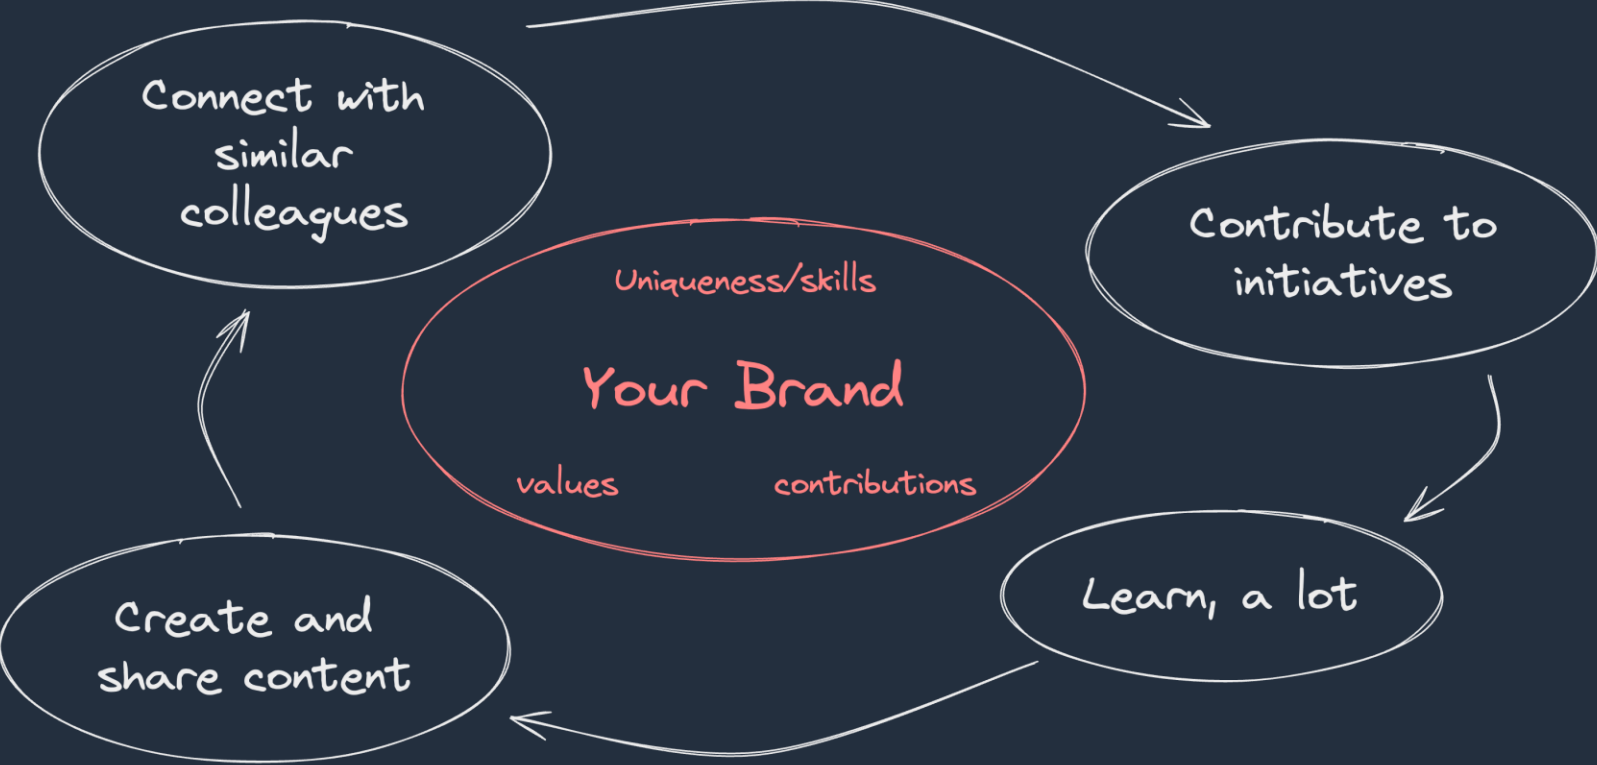 Connect with
similar
colleagues
Contribute to
initiatives
Uniqueness/skills
Your Brand
values
contributions
Learn, a lot
Create and
share content